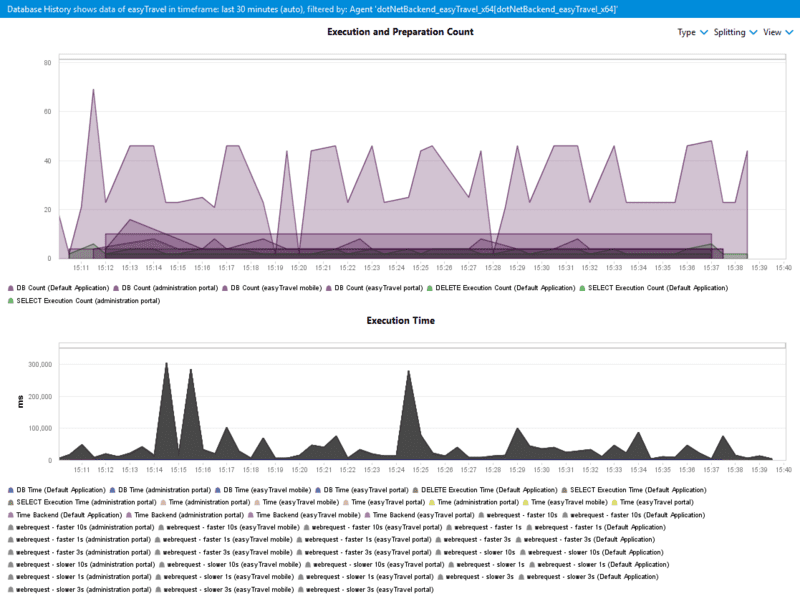 Database History shows data of easyTravel in timeframe: last 30 minutes (auto), filtered by: Agent 'dotNetBackend_easyTravel_x64[dotNetBackend_easyTravel_x64]'
Execution and Preparation Count
Type Splitting View
80
60
40
20
0
15:11 15:12 15:13 15:14 15:15 15:16 15:17 15:18 15:19 15:20 15:21 15:22 15:23 15:24 15:25 15:26 15:27 15:28 15:29 15:30 15:31 15:32 15:33 15:34 15:35 15:36 15:37 15:38 15:39 15:40
DB Count (Default Application) DB Count (administration portal) DB Count (easyTravel mobile) DB Count (easyTravel portal) DELETE Execution Count (Default Application) SELECT Execution Count (Default Application)
SELECT Execution Count (administration portal)
Execution Time
ms
300,000
200,000
100,000
0
15:11 15:12 15:13 15:14 15:15 15:16 15:17 15:18 15:19 15:20 15:21 15:22 15:23 15:24 15:25 15:26 15:27 15:28 15:29 15:30 15:31 15:32 15:33 15:34 15:35 15:36 15:37 15:38 15:39 15:40
DB Time (Default Application) DB Time (administration portal) DB Time (easyTravel mobile) DB Time (easyTravel portal) DELETE Execution Time (Default Application) SELECT Execution Time (Default Application)
SELECT Execution Time (administration portal) Time (administration portal) Time (easyTravel mobile) Time (easyTravel portal) Time (administration portal) Time (easyTravel mobile) Time (easyTravel portal)
Time Backend (Default Application) Time Backend (administration portal) Time Backend (easyTravel mobile) Time Backend (easyTravel portal) webrequest - faster 10s webrequest - faster 10s (Default Application)
webrequest - faster 10s (administration portal) webrequest - faster 10s (easyTravel mobile) webrequest - faster 10s (easyTravel portal) webrequest - faster 1s webrequest - faster 1s (Default Application)
webrequest - faster 1s (administration portal) webrequest - faster 1s (easyTravel mobile) webrequest - faster 1s (easyTravel portal) webrequest - faster 3s webrequest - faster 3s (Default Application)
webrequest - faster 3s (administration portal) webrequest - faster 3s (easyTravel mobile) webrequest - faster 3s (easyTravel portal) webrequest - slower 10s webrequest - slower 10s (Default Application)
webrequest - slower 10s (administration portal) webrequest - slower 10s (easyTravel mobile) webrequest - slower 10s (easyTravel portal) webrequest - slower 1s webrequest - slower 1s (Default Application)
webrequest - slower 1s (administration portal) webrequest - slower 1s (easyTravel mobile) webrequest - slower 1s (easyTravel portal) webrequest - slower 3s webrequest - slower 3s (Default Application)
webrequest - slower 3s (administration portal) webrequest - slower 3s (easyTravel mobile) webrequest - slower 3s (easyTravel portal)